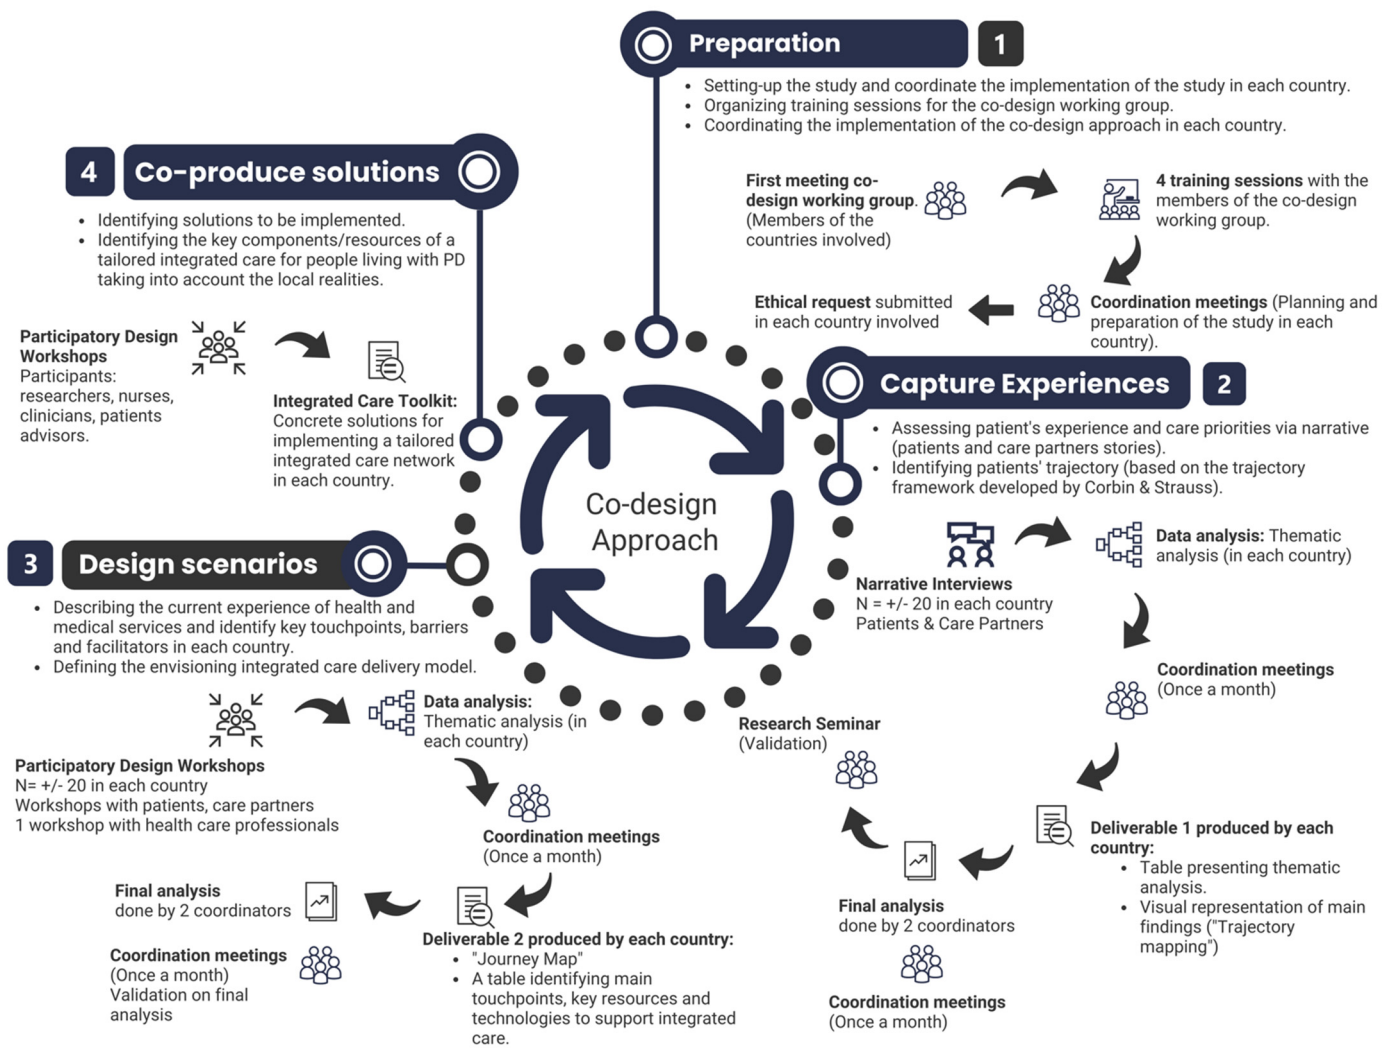 Preparation
1
• Setting-up the study and coordinate the implementation of the study in each country.
• Organizing training sessions for the co-design working group.
• Coordinating the implementation of the co-design approach in each country.
First meeting co-
design working group.
(Members of the
countries involved)
4 training sessions with the
members of the co-design
working group.
Coordination meetings (Planning and
preparation of the study in each
country).
Ethical request submitted
in each country involved
Capture Experiences
2
• Assessing patient's experience and care priorities via narrative
(patients and care partners stories).
• Identifying patients' trajectory (based on the trajectory
framework developed by Corbin & Strauss).
Narrative Interviews
N = +/- 20 in each country
Patients & Care Partners
Data analysis: Thematic
analysis (in each country)
Coordination meetings
(Once a month)
Deliverable 1 produced by each
country:
• Table presenting thematic
analysis.
• Visual representation of main
findings ("Trajectory
mapping")
Final analysis
done by 2 coordinators
Coordination meetings
(Once a month)
Research Seminar
(Validation)
Co-design
Approach
3
Design scenarios
• Describing the current experience of health and
medical services and identify key touchpoints, barriers
and facilitators in each country.
• Defining the envisioning integrated care delivery model.
Participatory Design Workshops
N= +/- 20 in each country
Workshops with patients, care partners
1 workshop with health care professionals
Data analysis:
Thematic analysis (in
each country)
Coordination meetings
(Once a month)
Deliverable 2 produced by each country:
• "Journey Map"
• A table identifying main
touchpoints, key resources and
technologies to support integrated
care.
Final analysis
done by 2 coordinators
Coordination meetings
(Once a month)
Validation on final
analysis
4
Co-produce solutions
• Identifying solutions to be implemented.
• Identifying the key components/resources of a
tailored integrated care for people living with PD
taking into account the local realities.
Participatory Design
Workshops
Participants:
researchers, nurses,
clinicians, patients
advisors.
Integrated Care Toolkit:
Concrete solutions for
implementing a tailored
integrated care network
in each country.